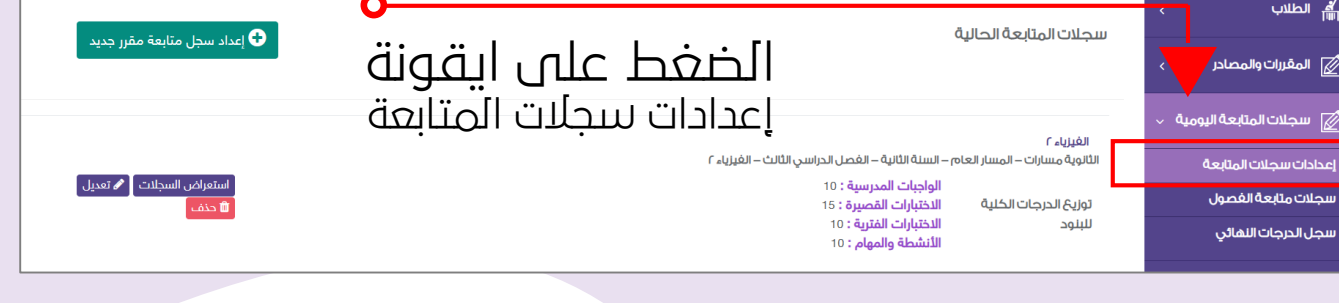 الطلاب
المقررات والمصادر
سجلات المتابعة اليومية
إعدادات سجلات المتابعة
سجلات متابعة الفصول
سجل الدرجات النهائي
سجلات المتابعة الحالية
إعداد سجل متابعة مقرر جديد
الضغط على ايقونة
إعدادات سجلات المتابعة
الفيزياء ٢
الثانوية مسارات – المسار العام – السنة الثانية – الفصل الدراسي الثالث – الفيزياء ٢
توزيع الدرجات الكلية
للبنود
الواجبات المدرسية : 10
الاختبارات القصيرة : 15
الاختبارات الفترية : 10
الأنشطة والمهام : 10
استعراض السجلات تعديل
حذف